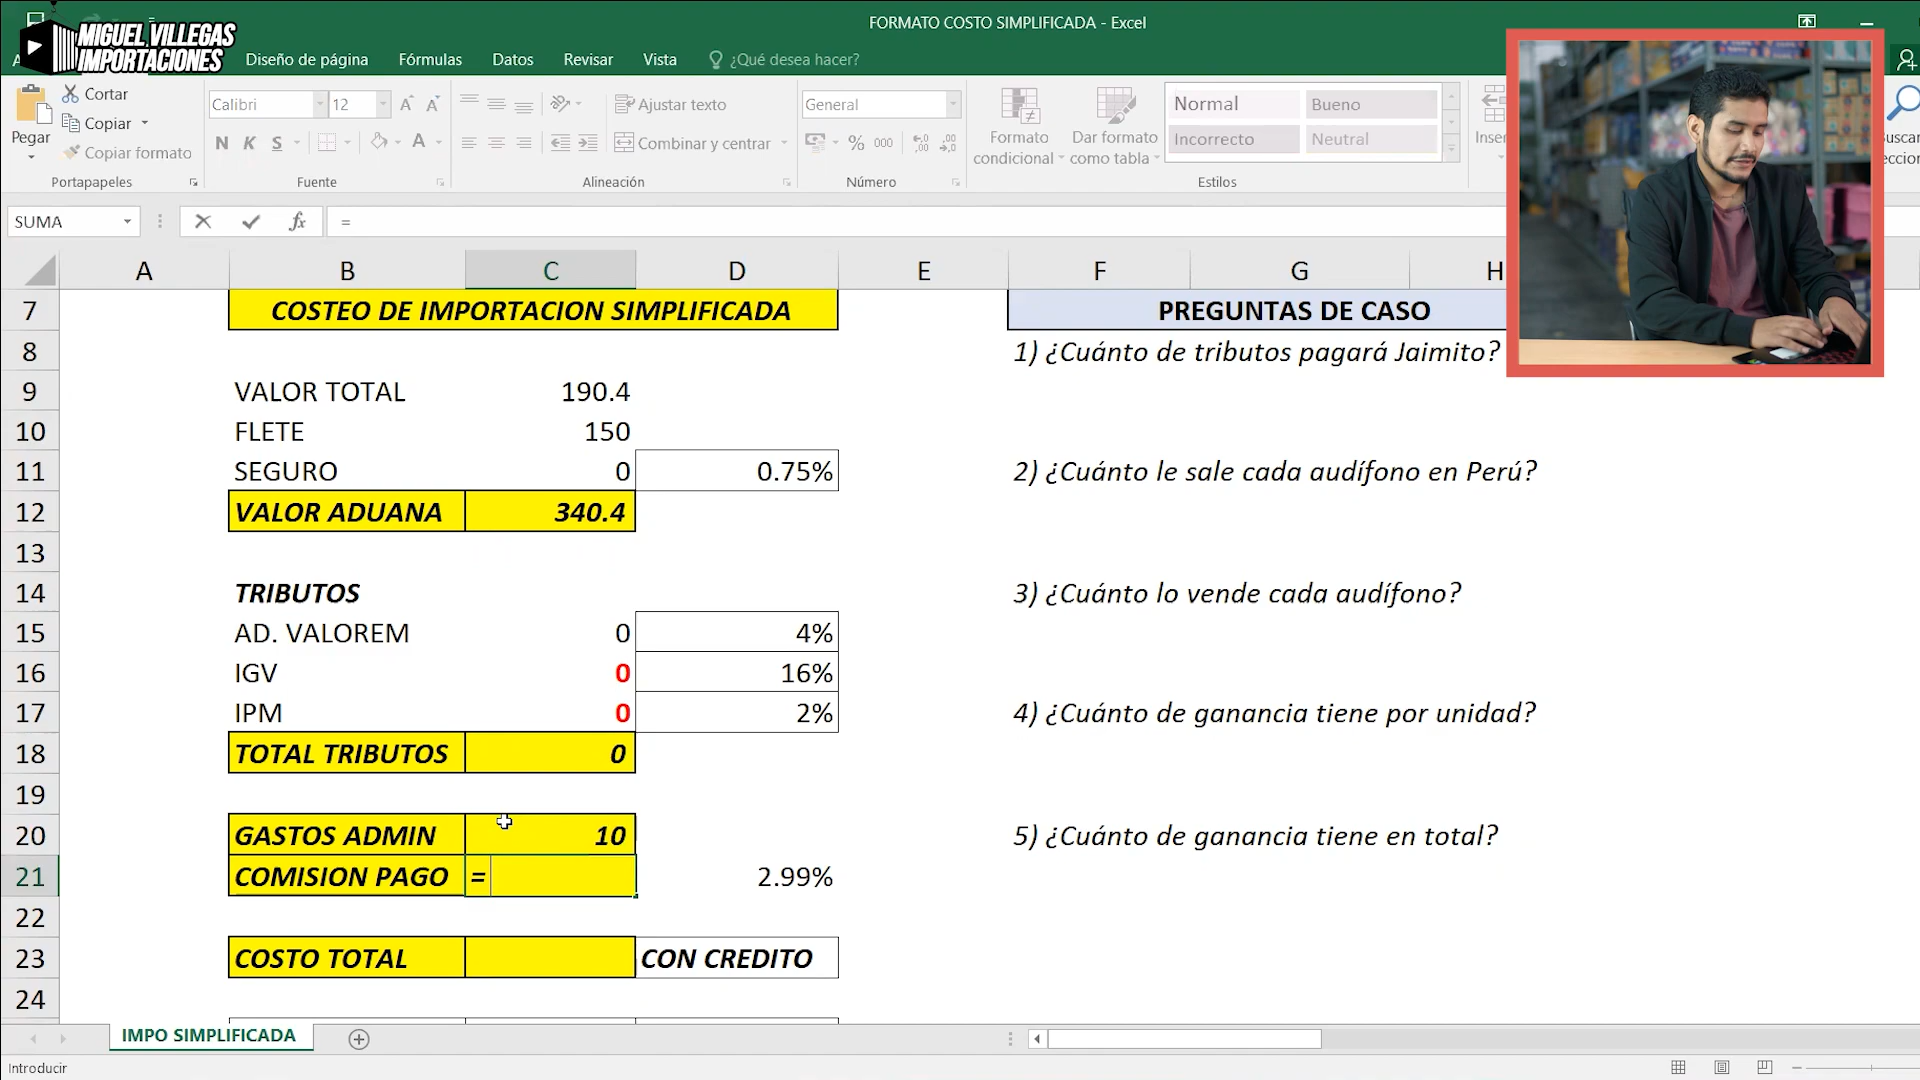 FORMATO COSTO SIMPLIFICADA - Excel
MIGUEL VILLEGAS
IMPORTACIONES
Diseño de página
Fórmulas
Datos
Revisar
Vista
¿Qué desea hacer?
Pegar
Cortar
Copiar
Copiar formato
Portapapeles
Calibri
12
N K S
Fuente
Ajustar texto
Combinar y centrar
Alineación
General
% 000
Número
Formato condicional
Dar formato como tabla
Normal
Bueno
Incorrecto
Neutral
Estilos
SUMA
fx
=
A B C D E F G H
7 COSTEO DE IMPORTACION SIMPLIFICADA PREGUNTAS DE CASO
8 1) ¿Cuánto de tributos pagará Jaimito?
9 VALOR TOTAL 190.4
10 FLETE 150
11 SEGURO 0 0.75% 2) ¿Cuánto le sale cada audífono en Perú?
12 VALOR ADUANA 340.4
13
14 TRIBUTOS 3) ¿Cuánto lo vende cada audífono?
15 AD. VALOREM 0 4%
16 IGV 0 16%
17 IPM 0 2% 4) ¿Cuánto de ganancia tiene por unidad?
18 TOTAL TRIBUTOS 0
19
20 GASTOS ADMIN 10 5) ¿Cuánto de ganancia tiene en total?
21 COMISION PAGO = 2.99%
22
23 COSTO TOTAL CON CREDITO
24
IMPO SIMPLIFICADA
Introducir